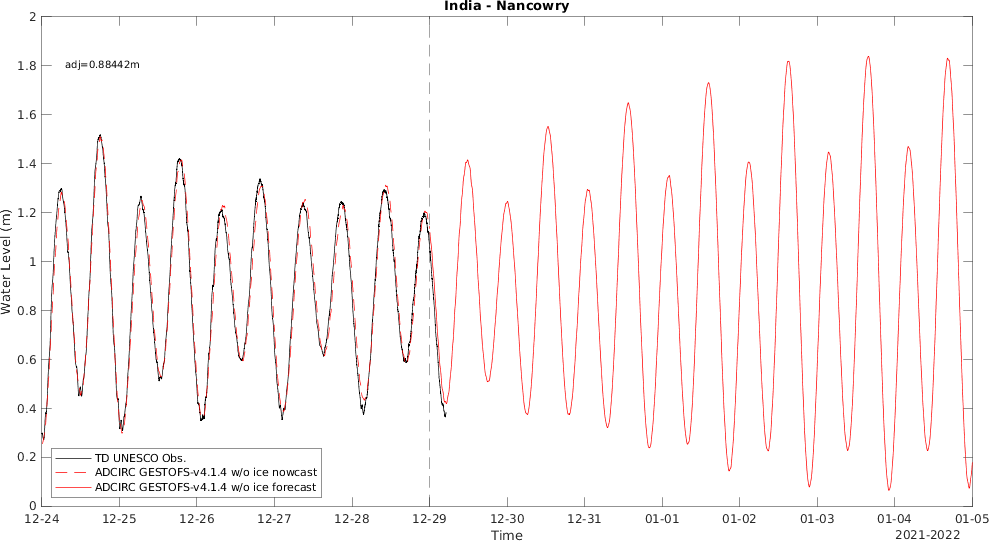 India - Nancowry
2
1.8
1.6
1.4
1.2
1
0.8
0.6
0.4
0.2
0
Water Level (m)
adj=0.88442m
TD UNESCO Obs.
ADCIRC GESTOFS-v4.1.4 w/o ice nowcast
ADCIRC GESTOFS-v4.1.4 w/o ice forecast
12-24 12-25 12-26 12-27 12-28 12-29 12-30 12-31 01-01 01-02 01-03 01-04 01-05
Time
2021-2022